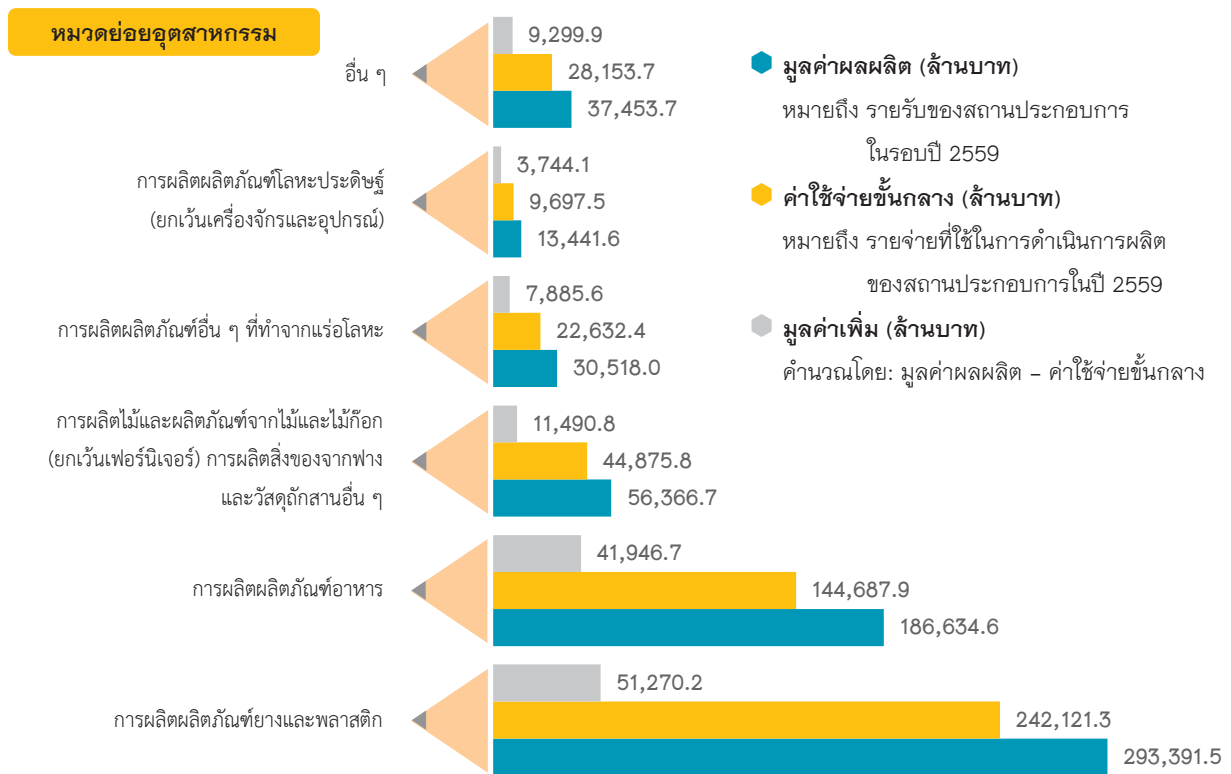 หมวดย่อยอุตสาหกรรม
อื่น ๆ
9,299.9
28,153.7
37,453.7
การผลิตผลิตภัณฑ์โลหะประดิษฐ์
(ยกเว้นเครื่องจักรและอุปกรณ์)
3,744.1
9,697.5
13,441.6
การผลิตผลิตภัณฑ์อื่น ๆ ที่ทำจากแร่อโลหะ
7,885.6
22,632.4
30,518.0
การผลิตไม้และผลิตภัณฑ์จากไม้และไม้ก๊อก
(ยกเว้นเฟอร์นิเจอร์) การผลิตสิ่งของจากฟาง
และวัสดุถักสานอื่น ๆ
11,490.8
44,875.8
56,366.7
การผลิตผลิตภัณฑ์อาหาร
41,946.7
144,687.9
186,634.6
การผลิตผลิตภัณฑ์ยางและพลาสติก
51,270.2
242,121.3
293,391.5
มูลค่าผลผลิต (ล้านบาท)
หมายถึง รายรับของสถานประกอบการ
ในรอบปี 2559
ค่าใช้จ่ายขั้นกลาง (ล้านบาท)
หมายถึง รายจ่ายที่ใช้ในการดำเนินการผลิต
ของสถานประกอบการในปี 2559
มูลค่าเพิ่ม (ล้านบาท)
คำนวณโดย: มูลค่าผลผลิต – ค่าใช้จ่ายขั้นกลาง